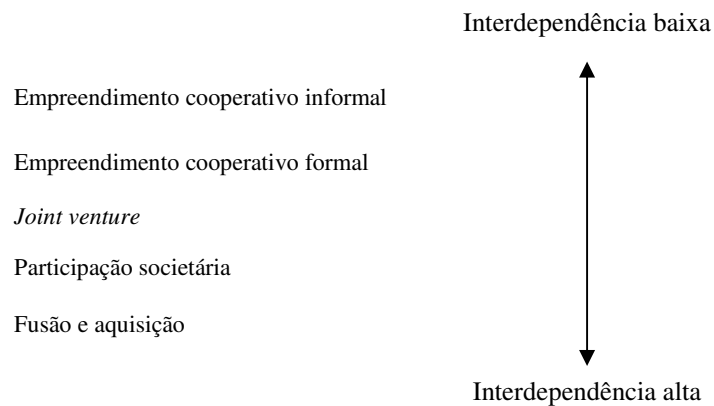 Interdependência baixa
Empreendimento cooperativo informal
Empreendimento cooperativo formal
Joint venture
Participação societária
Fusão e aquisição
Interdependência alta